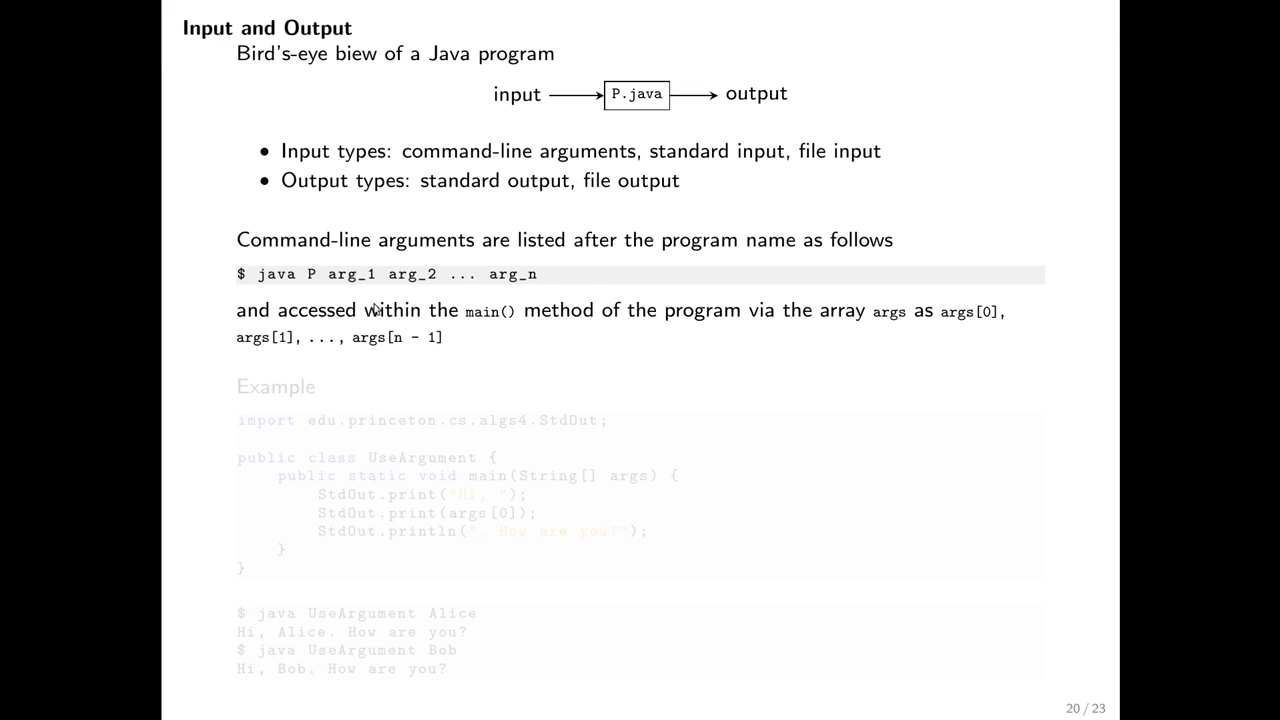 Input and Output
Bird's-eye biew of a Java program
input P.java output
• Input types: command-line arguments, standard input, file input
• Output types: standard output, file output
Command-line arguments are listed after the program name as follows
$ java P arg_1 arg_2 ... arg_n
and accessed within the main() method of the program via the array args as args[0],
args[1], ..., args[n - 1]
Example
import edu.princeton.cs.algs4.StdOut;
public class UseArgument {
public static void main(String[] args) {
StdOut.print("Hi, ");
StdOut.print(args[0]);
StdOut.println(". How are you?");
}
}
$ java UseArgument Alice
Hi, Alice. How are you?
$ java UseArgument Bob
Hi, Bob. How are you?
20 / 23